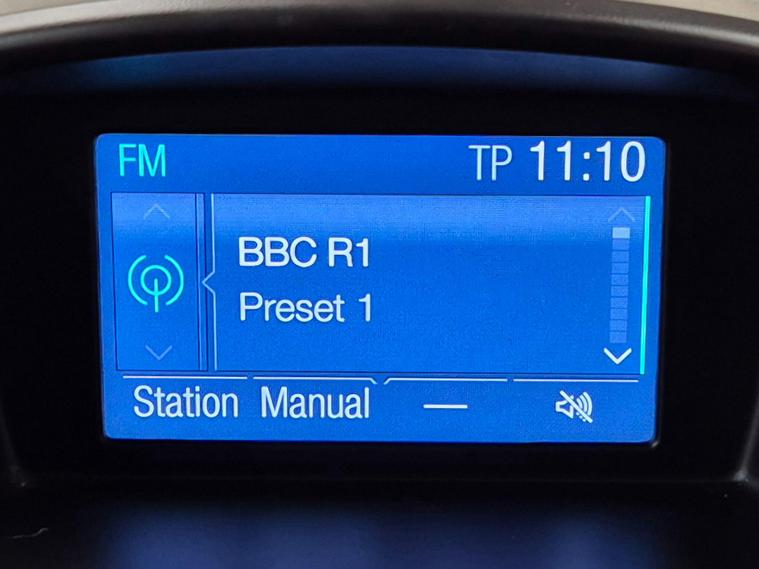 FM TP 11:10
BBC R1
Preset 1
Station Manual —